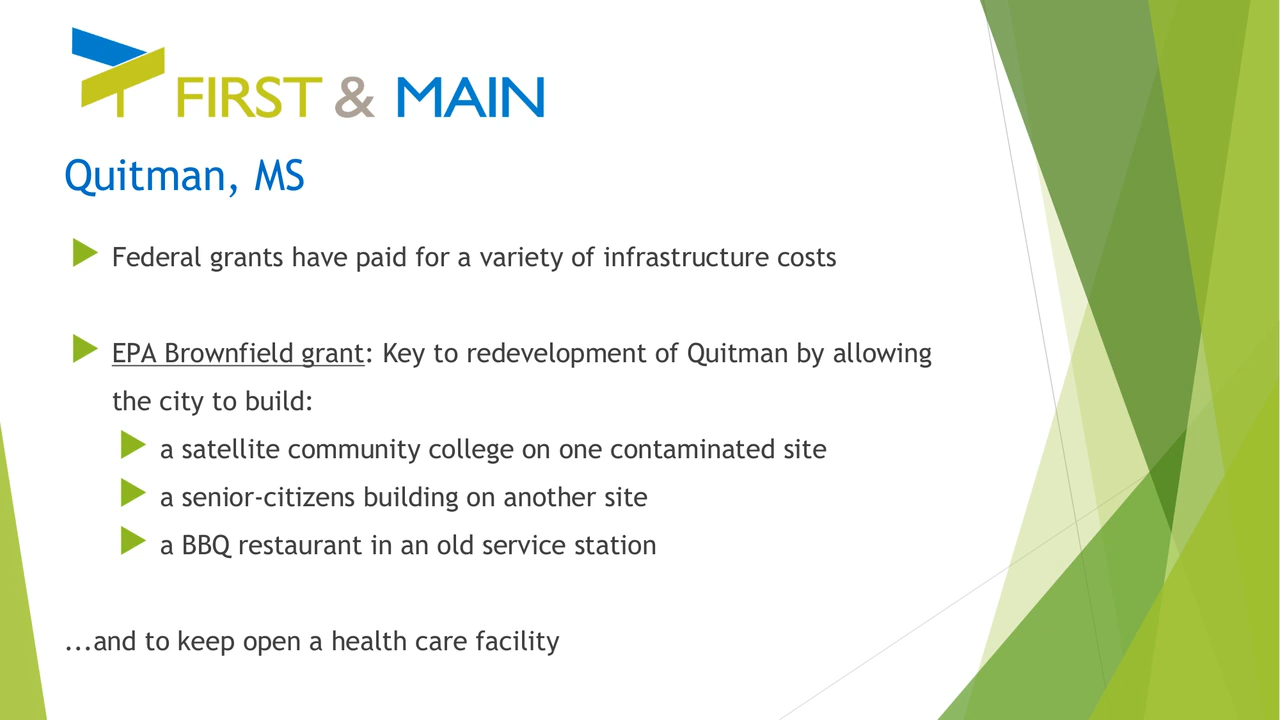 FIRST & MAIN
Quitman, MS
Federal grants have paid for a variety of infrastructure costs
EPA Brownfield grant: Key to redevelopment of Quitman by allowing
the city to build:
a satellite community college on one contaminated site
a senior-citizens building on another site
a BBQ restaurant in an old service station
...and to keep open a health care facility